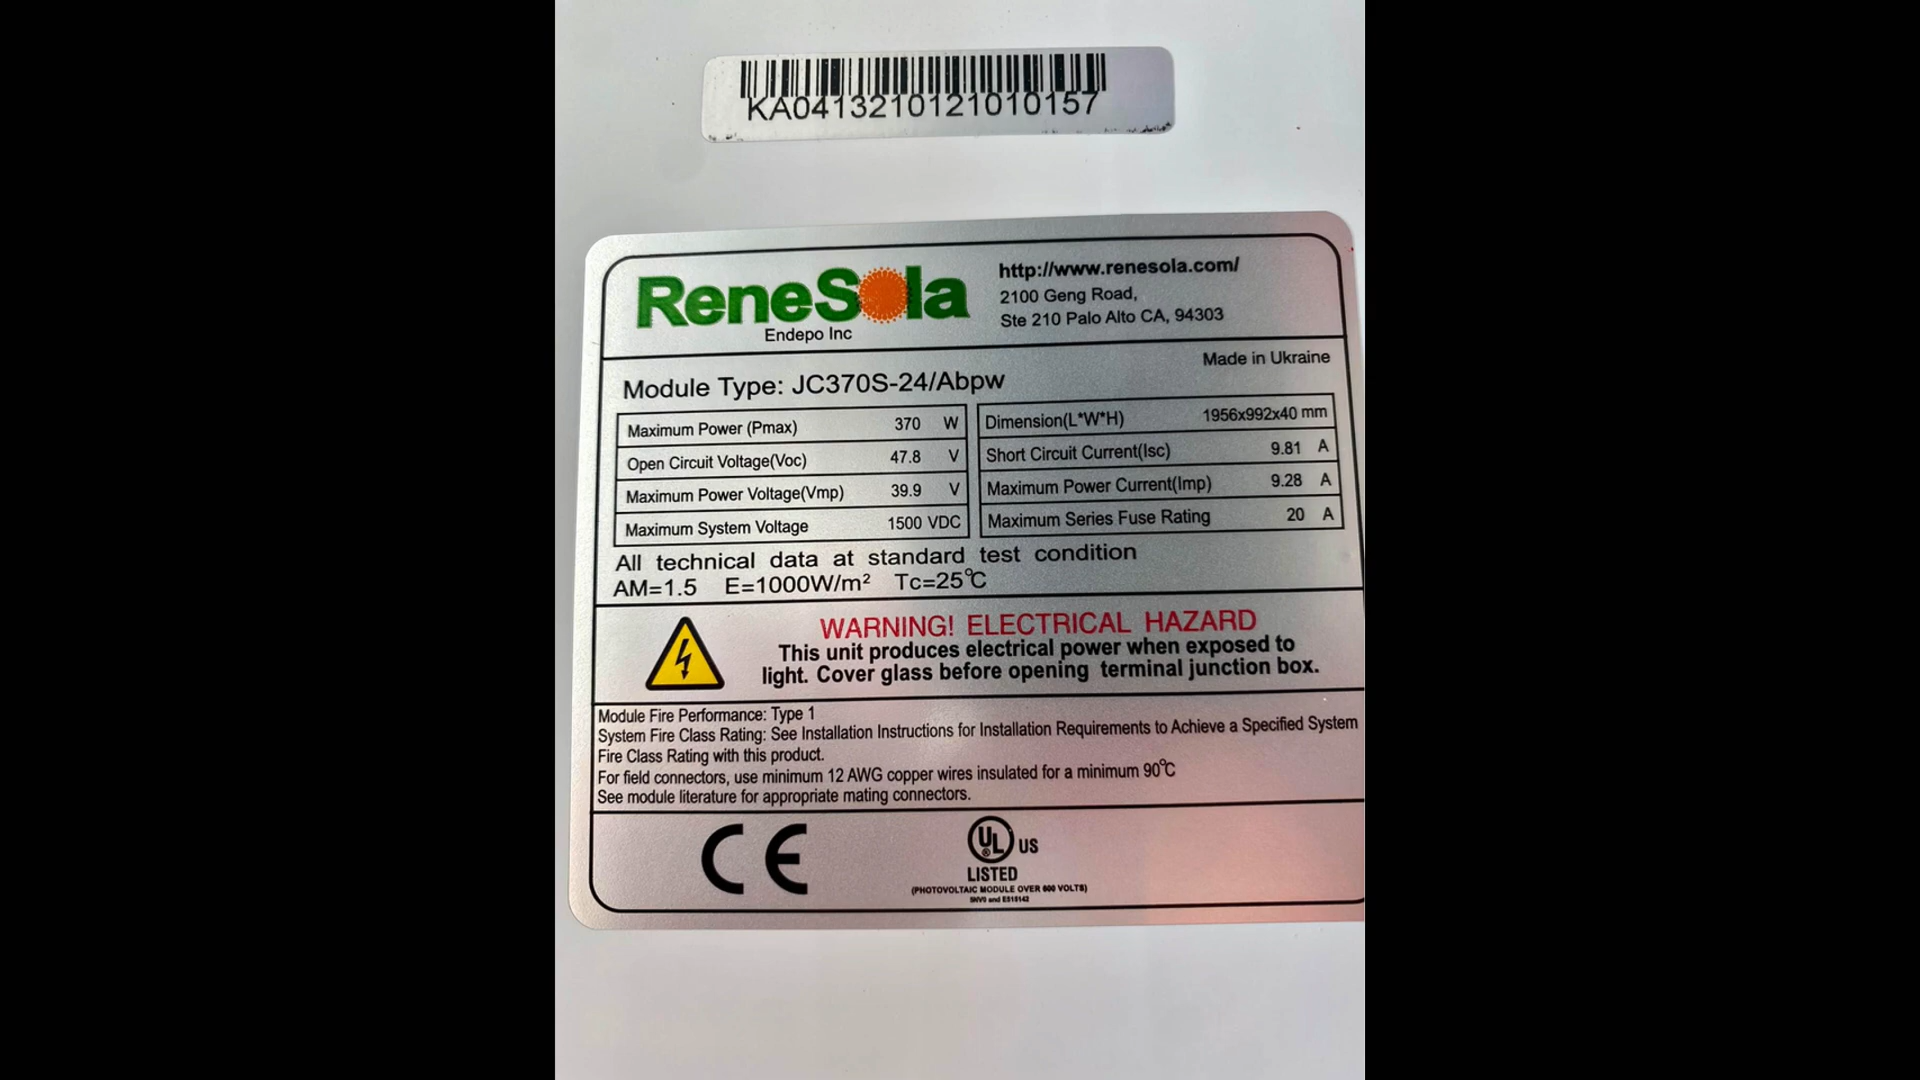 KA0413210121010157
ReneSola
Endepo Inc
http://www.renesola.com/
2100 Geng Road,
Ste 210 Palo Alto CA, 94303
Made in Ukraine
Module Type: JC370S-24/Abpw
Maximum Power (Pmax) 370 W
Open Circuit Voltage(Voc) 47.8 V
Maximum Power Voltage(Vmp) 39.9 V
Maximum System Voltage 1500 VDC
Dimension(L*W*H) 1956x992x40 mm
Short Circuit Current(Isc) 9.81 A
Maximum Power Current(Imp) 9.28 A
Maximum Series Fuse Rating 20 A
All technical data at standard test condition
AM=1.5 E=1000W/m² Tc=25℃
WARNING! ELECTRICAL HAZARD
This unit produces electrical power when exposed to
light. Cover glass before opening terminal junction box.
Module Fire Performance: Type 1
System Fire Class Rating: See Installation Instructions for Installation Requirements to Achieve a Specified System
Fire Class Rating with this product.
For field connectors, use minimum 12 AWG copper wires insulated for a minimum 90℃
See module literature for appropriate mating connectors.
CE
UL® US
LISTED
(PHOTOVOLTAIC MODULE OVER 600 VOLTS)
and